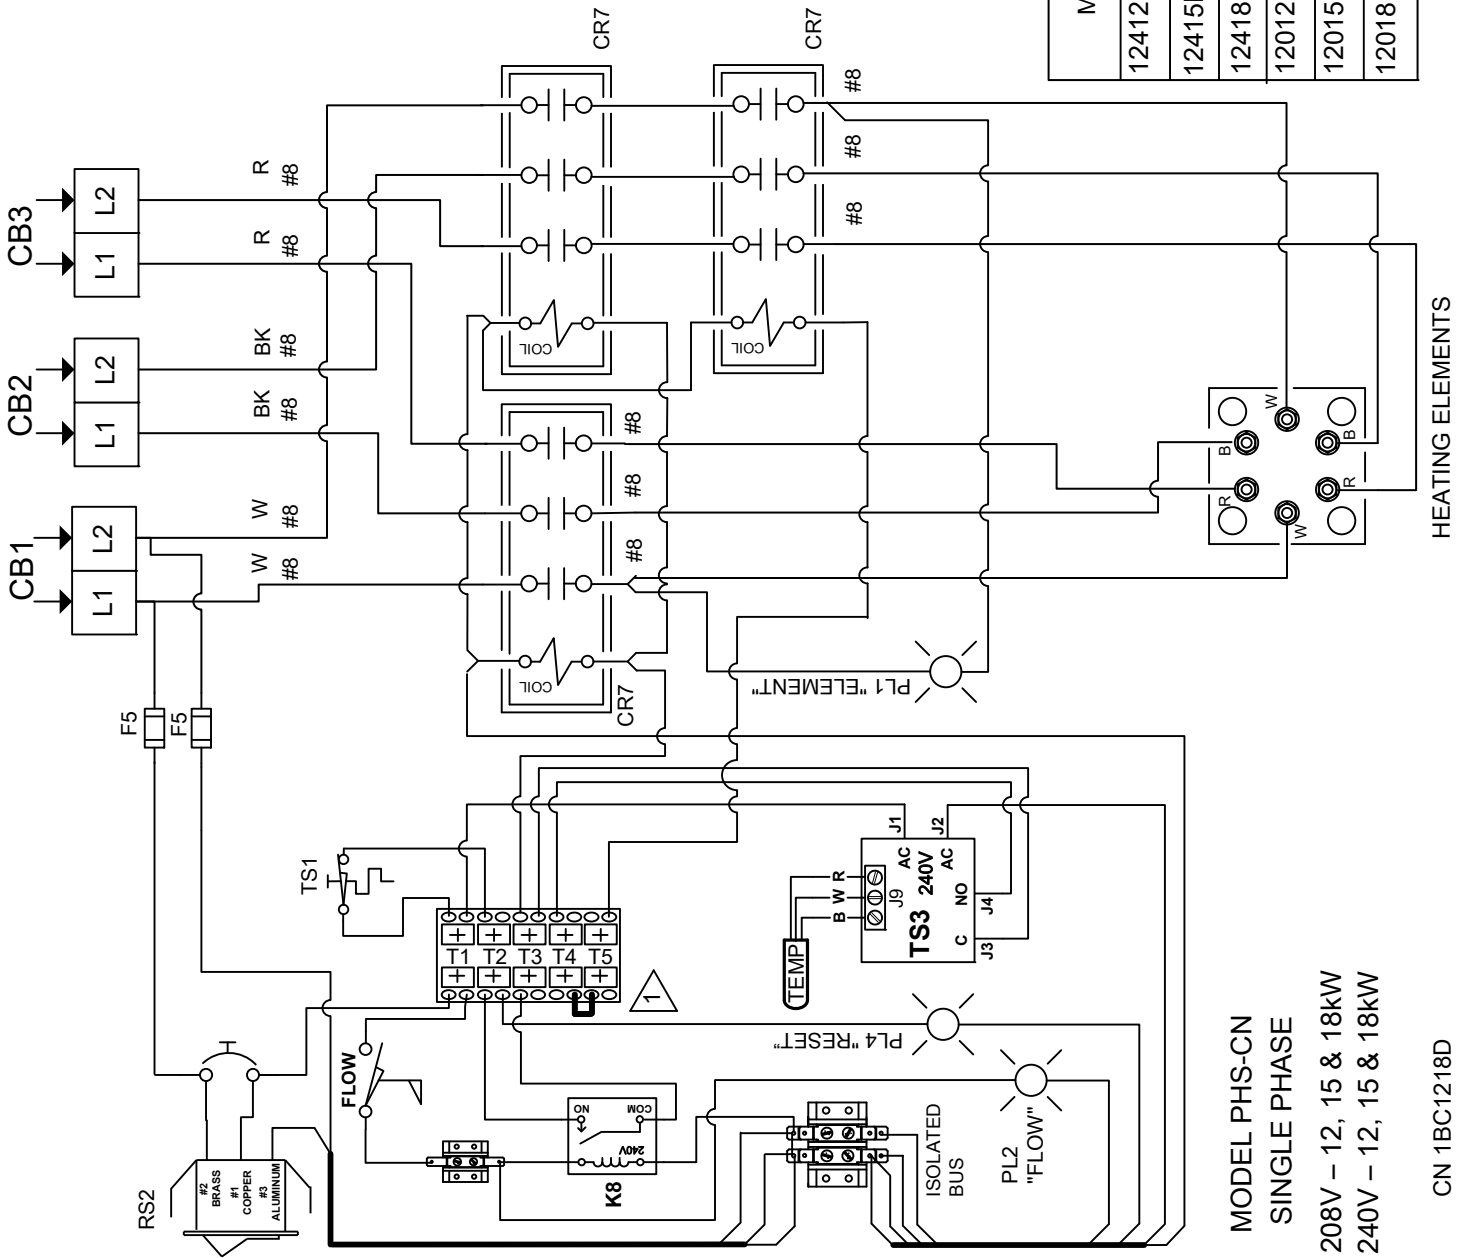 CB1
L1
L2
CB2
L1
L2
CB3
L1
L2
W
#8
W
#8
BK
#8
BK
#8
R
#8
R
#8
F5
F5
RS2
#2
BRASS
#1
COPPER
#3
ALUMINUM
TS1
FLOW
T1
T2
T3
T4
T5
1
COIL
CR7
#8
#8
#8
COIL
CR7
COIL
CR7
#8
#8
#8
PL1 "ELEMENT"
PL4 "RESET"
PL2
"FLOW"
K8
NO
COM
240V
ISOLATED
BUS
TEMP
B
W
R
J9
TS3
240V
AC
AC
NO
C
J1
J2
J3
J4
R
B
W
W
R
B
HEATING ELEMENTS
M
12412
12415
12418
12012
12015
12018
MODEL PHS-CN
SINGLE PHASE
208V – 12, 15 & 18kW
240V – 12, 15 & 18kW
CN 1BC1218D